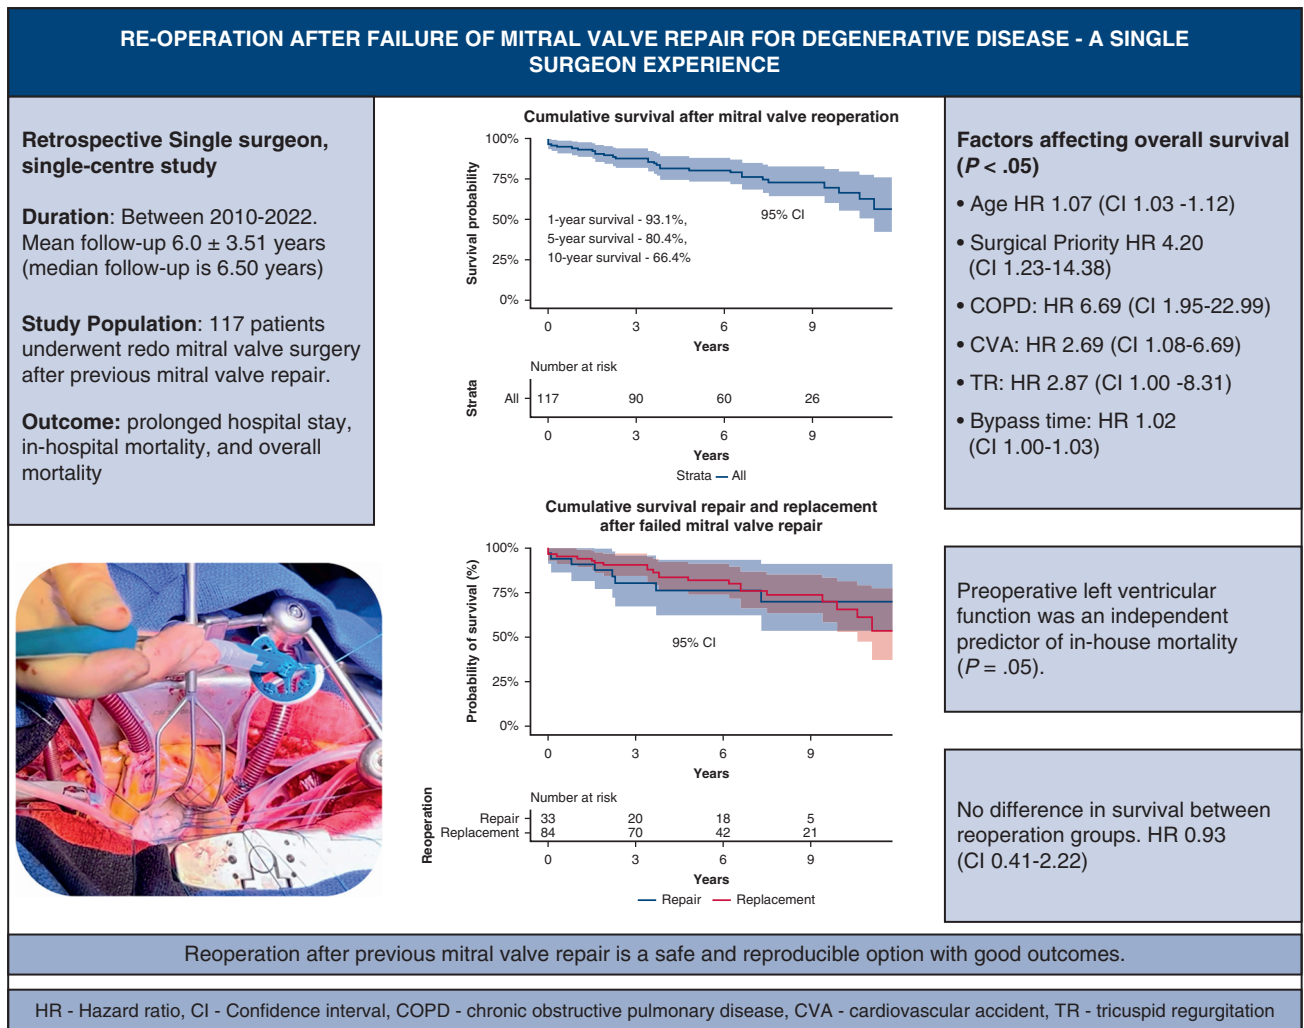 RE-OPERATION AFTER FAILURE OF MITRAL VALVE REPAIR FOR DEGENERATIVE DISEASE - A SINGLE
SURGEON EXPERIENCE
Retrospective Single surgeon,
single-centre study
Duration: Between 2010-2022.
Mean follow-up 6.0 ± 3.51 years
(median follow-up is 6.50 years)
Study Population: 117 patients
underwent redo mitral valve surgery
after previous mitral valve repair.
Outcome: prolonged hospital stay,
in-hospital mortality, and overall
mortality
Cumulative survival after mitral valve reoperation
Survival probability
100%
75%
50%
25%
0%
1-year survival - 93.1%,
5-year survival - 80.4%,
10-year survival - 66.4%
95% CI
0 3 6 9
Years
Number at risk
Strata
All 117 90 60 26
0 3 6 9
Years
Strata All
Cumulative survival repair and replacement
after failed mitral valve repair
Probability of survival (%)
100%
75%
50%
25%
0%
95% CI
0 3 6 9
Years
Number at risk
Reoperation
Repair 33 20 18 5
Replacement 84 70 42 21
0 3 6 9
Years
Repair Replacement
Factors affecting overall survival
(P < .05)
• Age HR 1.07 (CI 1.03 -1.12)
• Surgical Priority HR 4.20
(CI 1.23-14.38)
• COPD: HR 6.69 (CI 1.95-22.99)
• CVA: HR 2.69 (CI 1.08-6.69)
• TR: HR 2.87 (CI 1.00 -8.31)
• Bypass time: HR 1.02
(CI 1.00-1.03)
Preoperative left ventricular
function was an independent
predictor of in-house mortality
(P = .05).
No difference in survival between
reoperation groups. HR 0.93
(CI 0.41-2.22)
Reoperation after previous mitral valve repair is a safe and reproducible option with good outcomes.
HR - Hazard ratio, CI - Confidence interval, COPD - chronic obstructive pulmonary disease, CVA - cardiovascular accident, TR - tricuspid regurgitation